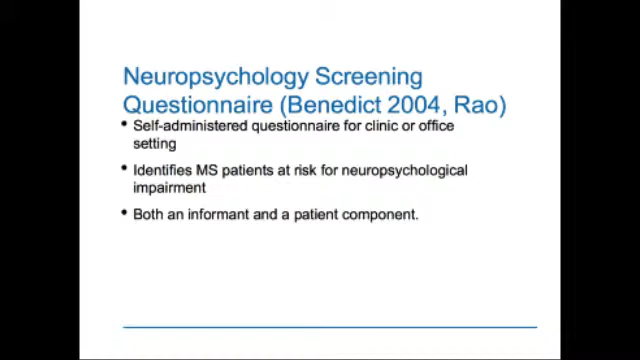 Neuropsychology Screening
Questionnaire (Benedict 2004, Rao)
• Self-administered questionnaire for clinic or office
setting
• Identifies MS patients at risk for neuropsychological
impairment
• Both an informant and a patient component.